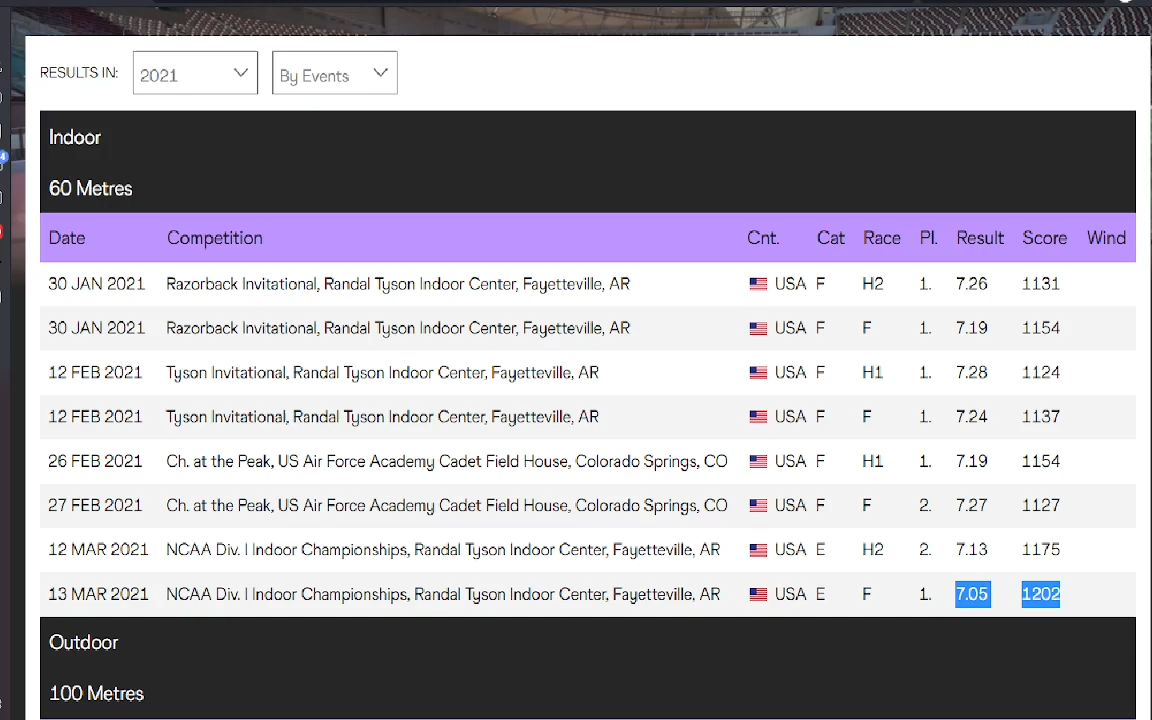 RESULTS IN: 2021 By Events
Indoor
60 Metres
Date Competition Cnt. Cat Race Pl. Result Score Wind
30 JAN 2021 Razorback Invitational, Randal Tyson Indoor Center, Fayetteville, AR USA F H2 1. 7.26 1131
30 JAN 2021 Razorback Invitational, Randal Tyson Indoor Center, Fayetteville, AR USA F F 1. 7.19 1154
12 FEB 2021 Tyson Invitational, Randal Tyson Indoor Center, Fayetteville, AR USA F H1 1. 7.28 1124
12 FEB 2021 Tyson Invitational, Randal Tyson Indoor Center, Fayetteville, AR USA F F 1. 7.24 1137
26 FEB 2021 Ch. at the Peak, US Air Force Academy Cadet Field House, Colorado Springs, CO USA F H1 1. 7.19 1154
27 FEB 2021 Ch. at the Peak, US Air Force Academy Cadet Field House, Colorado Springs, CO USA F F 2. 7.27 1127
12 MAR 2021 NCAA Div. I Indoor Championships, Randal Tyson Indoor Center, Fayetteville, AR USA E H2 2. 7.13 1175
13 MAR 2021 NCAA Div. I Indoor Championships, Randal Tyson Indoor Center, Fayetteville, AR USA E F 1. 7.05 1202
Outdoor
100 Metres
4